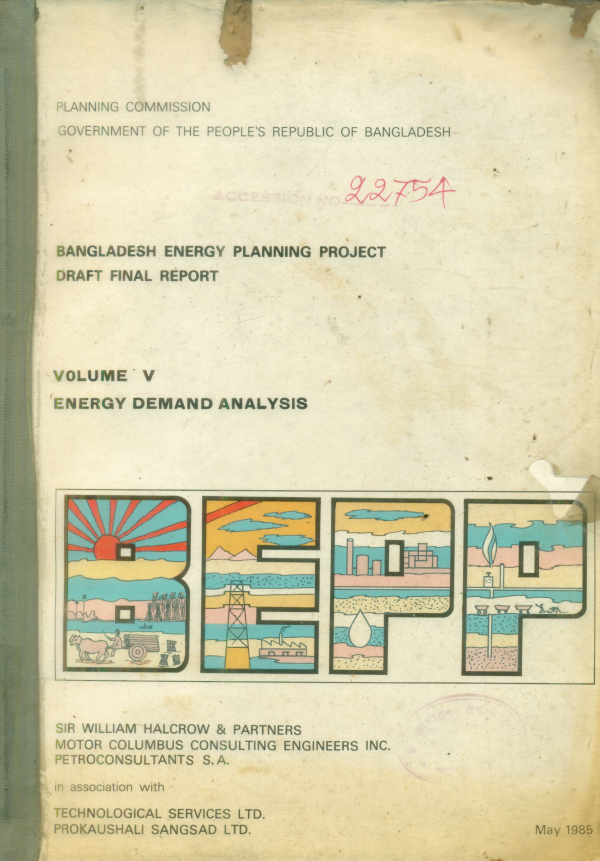 PLANNING COMMISSION
GOVERNMENT OF THE PEOPLE'S REPUBLIC OF BANGLADESH
ACCESSION NO 22754
BANGLADESH ENERGY PLANNING PROJECT
DRAFT FINAL REPORT
VOLUME V
ENERGY DEMAND ANALYSIS
BEPP
SIR WILLIAM HALCROW & PARTNERS
MOTOR COLUMBUS CONSULTING ENGINEERS INC.
PETROCONSULTANTS S.A.
in association with
TECHNOLOGICAL SERVICES LTD.
PROKAUSHALI SANGSAD LTD.
May 1985